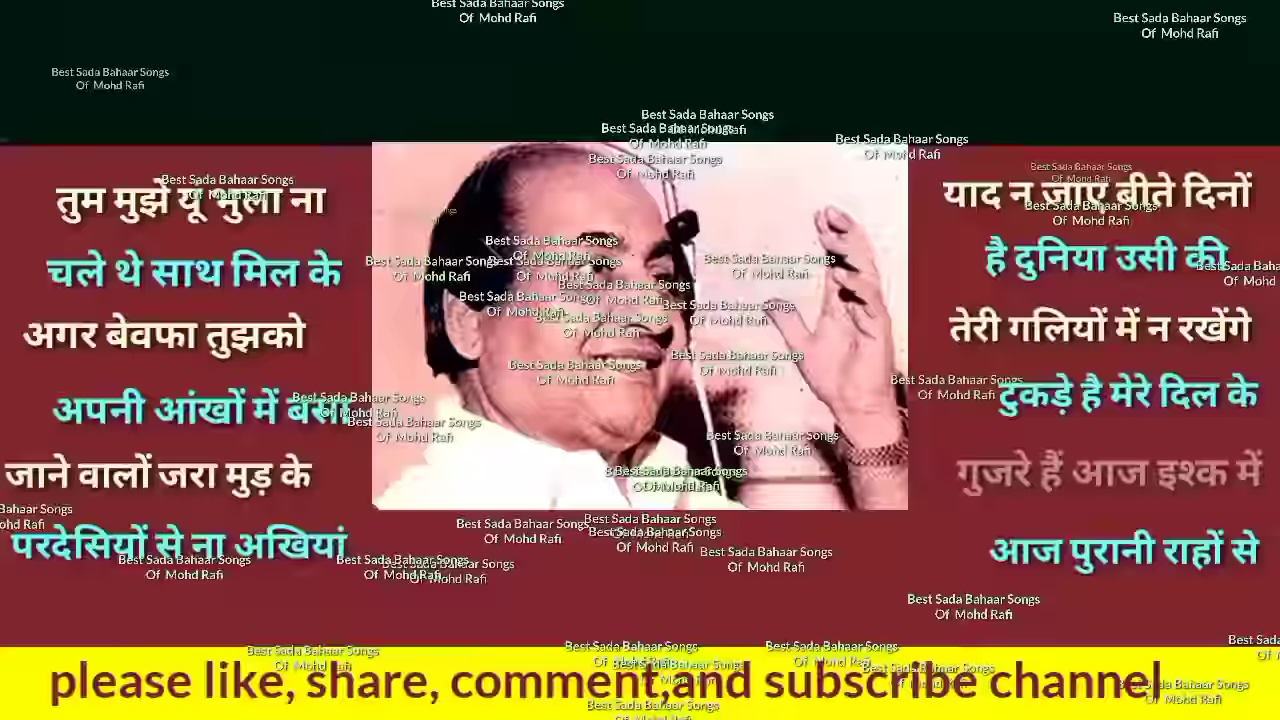 Best Sada Bahaar Songs
Of Mohd Rafi
तुम मुझे यूँ भुला ना
चले थे साथ मिल के
अगर बेवफा तुझको
अपनी आंखों में बसा
जाने वालों जरा मुड़ के
परदेसियों से ना अखियां
याद न जाए बीते दिनों
है दुनिया उसी की
तेरी गलियों में न रखेंगे
टुकड़े है मेरे दिल के
गुजरे हैं आज इश्क में
आज पुरानी राहों से
please like, share, comment,and subscribe channel